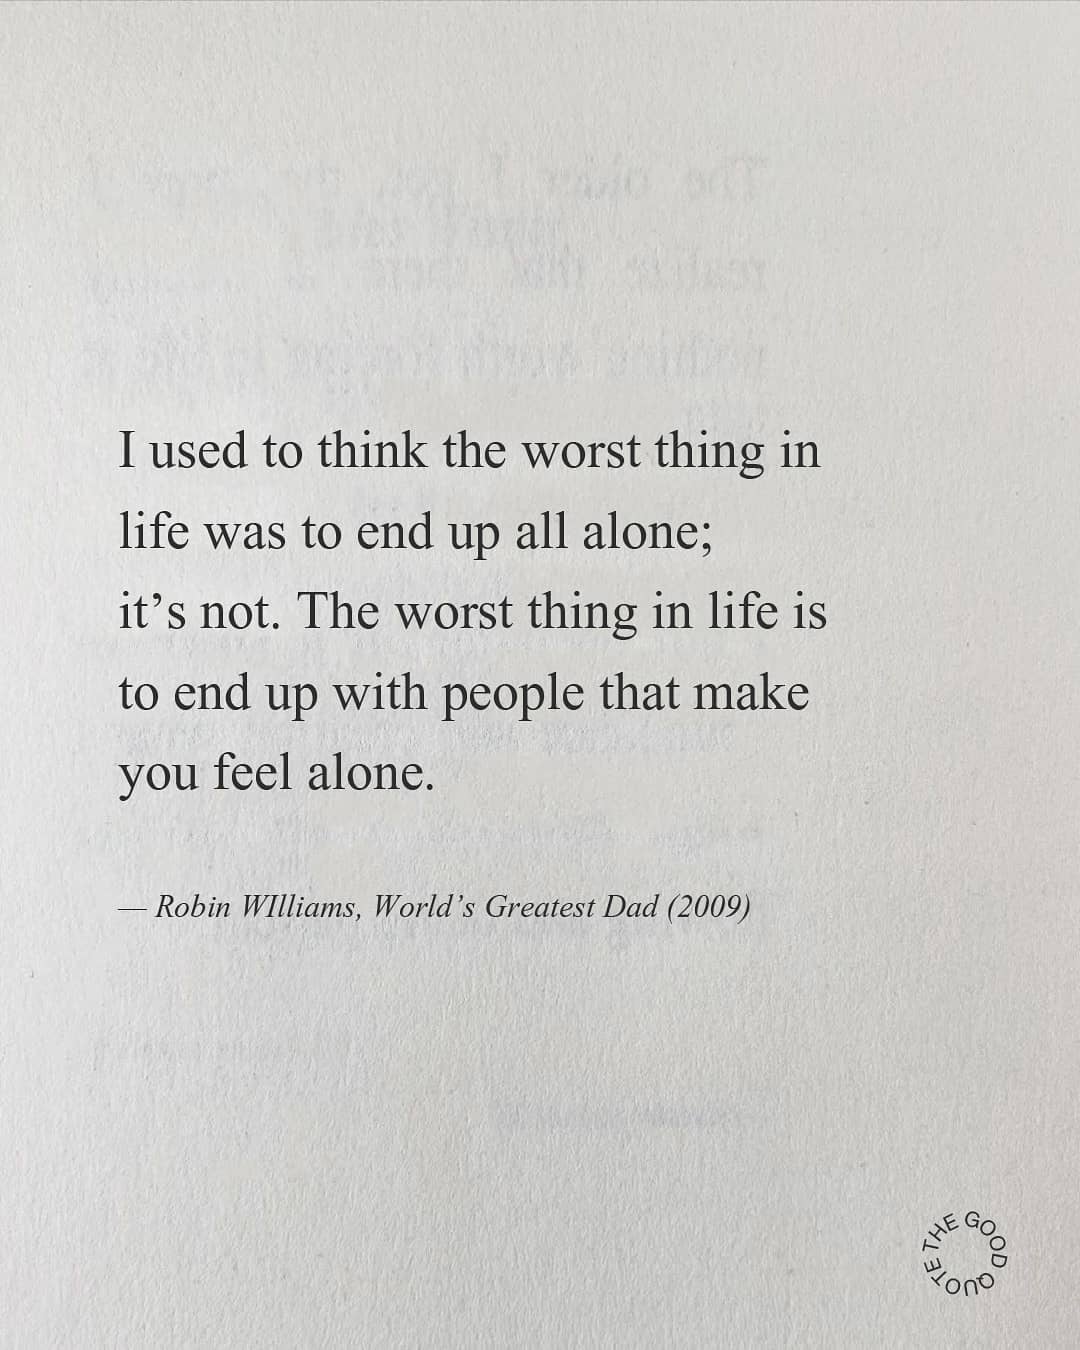 I used to think the worst thing in
life was to end up all alone;
it’s not. The worst thing in life is
to end up with people that make
you feel alone.
— Robin WIlliams, World’s Greatest Dad (2009)
THE GOOD QUOTE